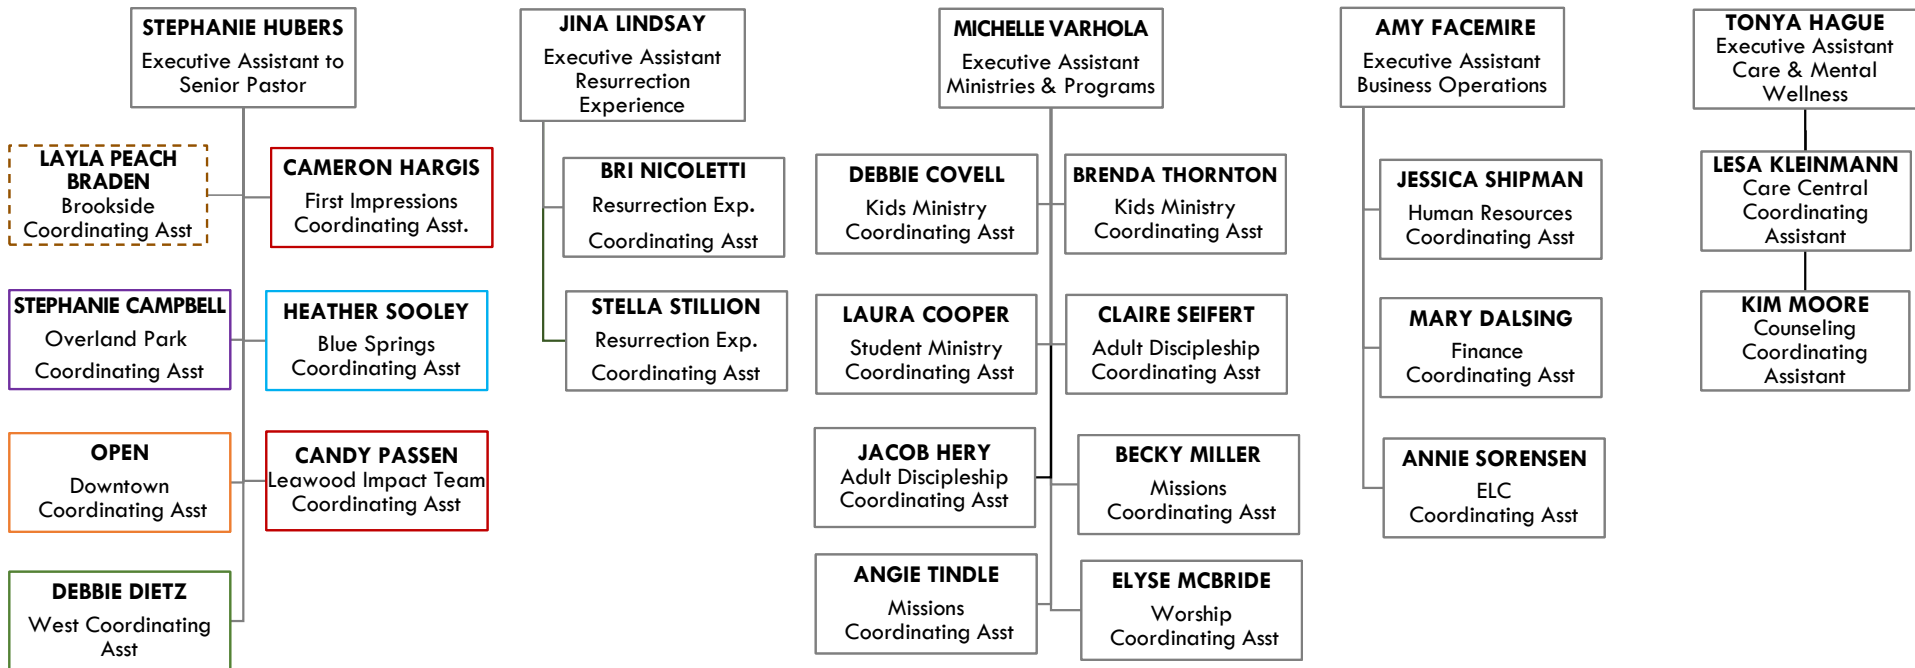 STEPHANIE HUBERS
Executive Assistant to
Senior Pastor
LAYLA PEACH
BRADEN
Brookside
Coordinating Asst
CAMERON HARGIS
First Impressions
Coordinating Asst.
STEPHANIE CAMPBELL
Overland Park
Coordinating Asst
HEATHER SOOLEY
Blue Springs
Coordinating Asst
OPEN
Downtown
Coordinating Asst
CANDY PASSEN
Leawood Impact Team
Coordinating Asst
DEBBIE DIETZ
West Coordinating
Asst
JINA LINDSAY
Executive Assistant
Resurrection
Experience
BRI NICOLETTI
Resurrection Exp.
Coordinating Asst
STELLA STILLION
Resurrection Exp.
Coordinating Asst
MICHELLE VARHOLA
Executive Assistant
Ministries & Programs
DEBBIE COVELL
Kids Ministry
Coordinating Asst
BRENDA THORNTON
Kids Ministry
Coordinating Asst
LAURA COOPER
Student Ministry
Coordinating Asst
CLAIRE SEIFERT
Adult Discipleship
Coordinating Asst
JACOB HERY
Adult Discipleship
Coordinating Asst
BECKY MILLER
Missions
Coordinating Asst
ANGIE TINDLE
Missions
Coordinating Asst
ELYSE MCBRIDE
Worship
Coordinating Asst
AMY FACEMIRE
Executive Assistant
Business Operations
JESSICA SHIPMAN
Human Resources
Coordinating Asst
MARY DALSING
Finance
Coordinating Asst
ANNIE SORENSEN
ELC
Coordinating Asst
TONYA HAGUE
Executive Assistant
Care & Mental
Wellness
LESA KLEINMANN
Care Central
Coordinating
Assistant
KIM MOORE
Counseling
Coordinating
Assistant